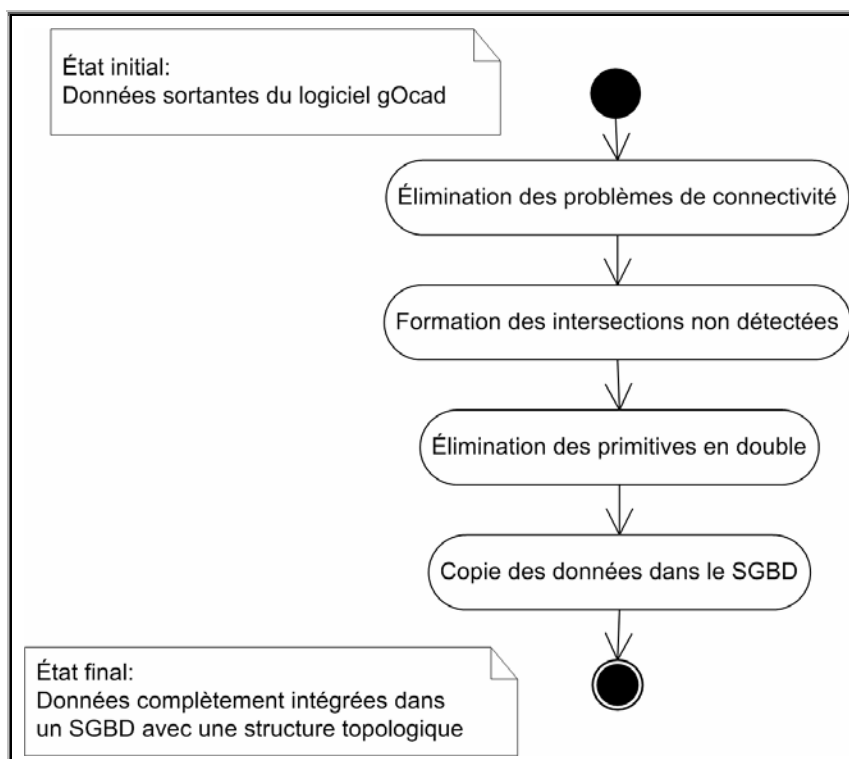 État initial:
Données sortantes du logiciel gOcad
Élimination des problèmes de connectivité
Formation des intersections non détectées
Élimination des primitives en double
Copie des données dans le SGBD
État final:
Données complètement intégrées dans
un SGBD avec une structure topologique